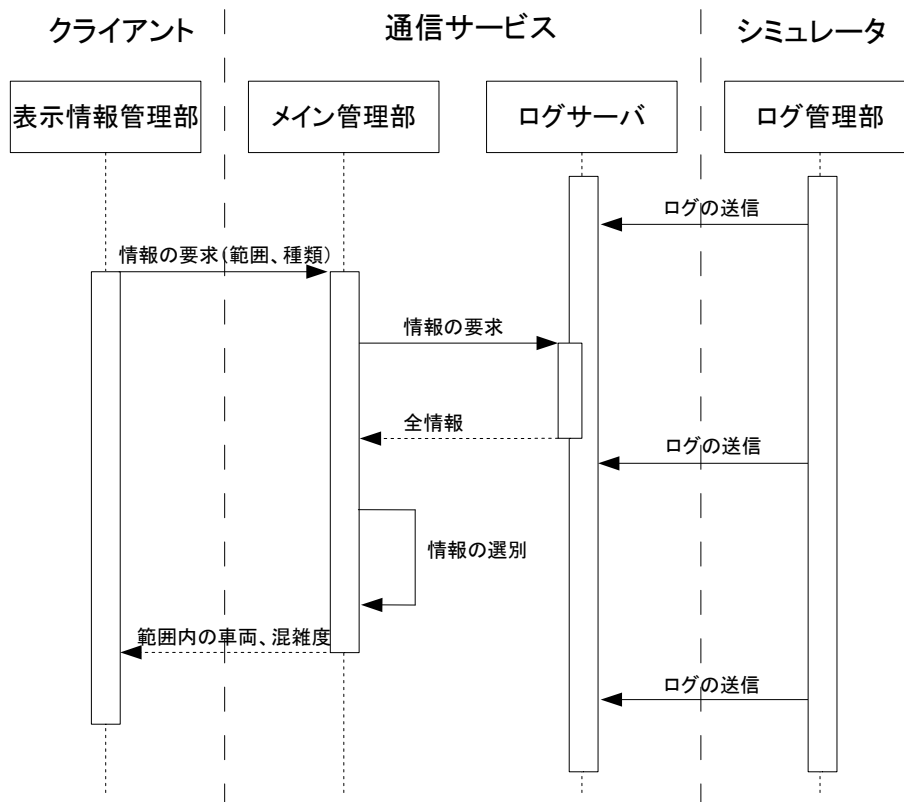 クライアント
通信サービス
シミュレータ
表示情報管理部
メイン管理部
ログサーバ
ログ管理部
ログの送信
情報の要求(範囲、種類)
情報の要求
全情報
ログの送信
情報の選別
範囲内の車両、混雑度
ログの送信